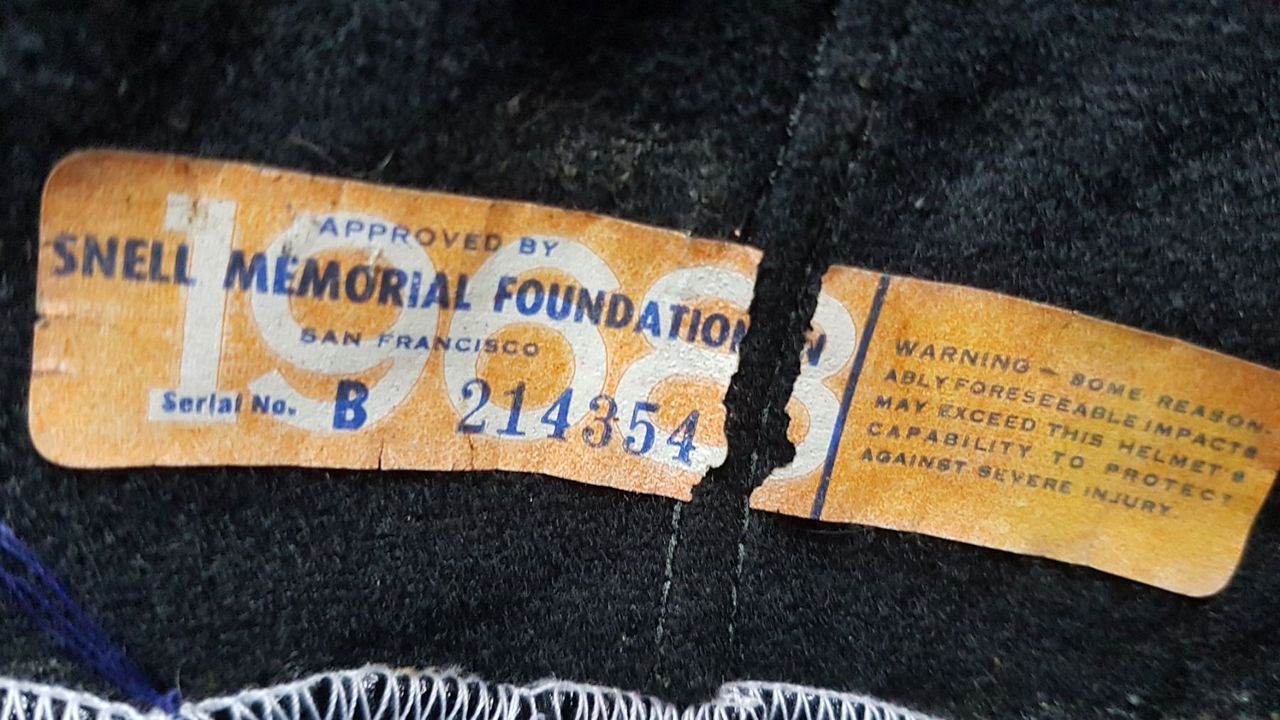 1968
APPROVED BY
SNELL MEMORIAL FOUNDATION
SAN FRANCISCO
Serial No. B 214354
WARNING - SOME REASON-
ABLY FORESEEABLE IMPACTS
MAY EXCEED THIS HELMET'S
CAPABILITY TO PROTECT
AGAINST SEVERE INJURY.